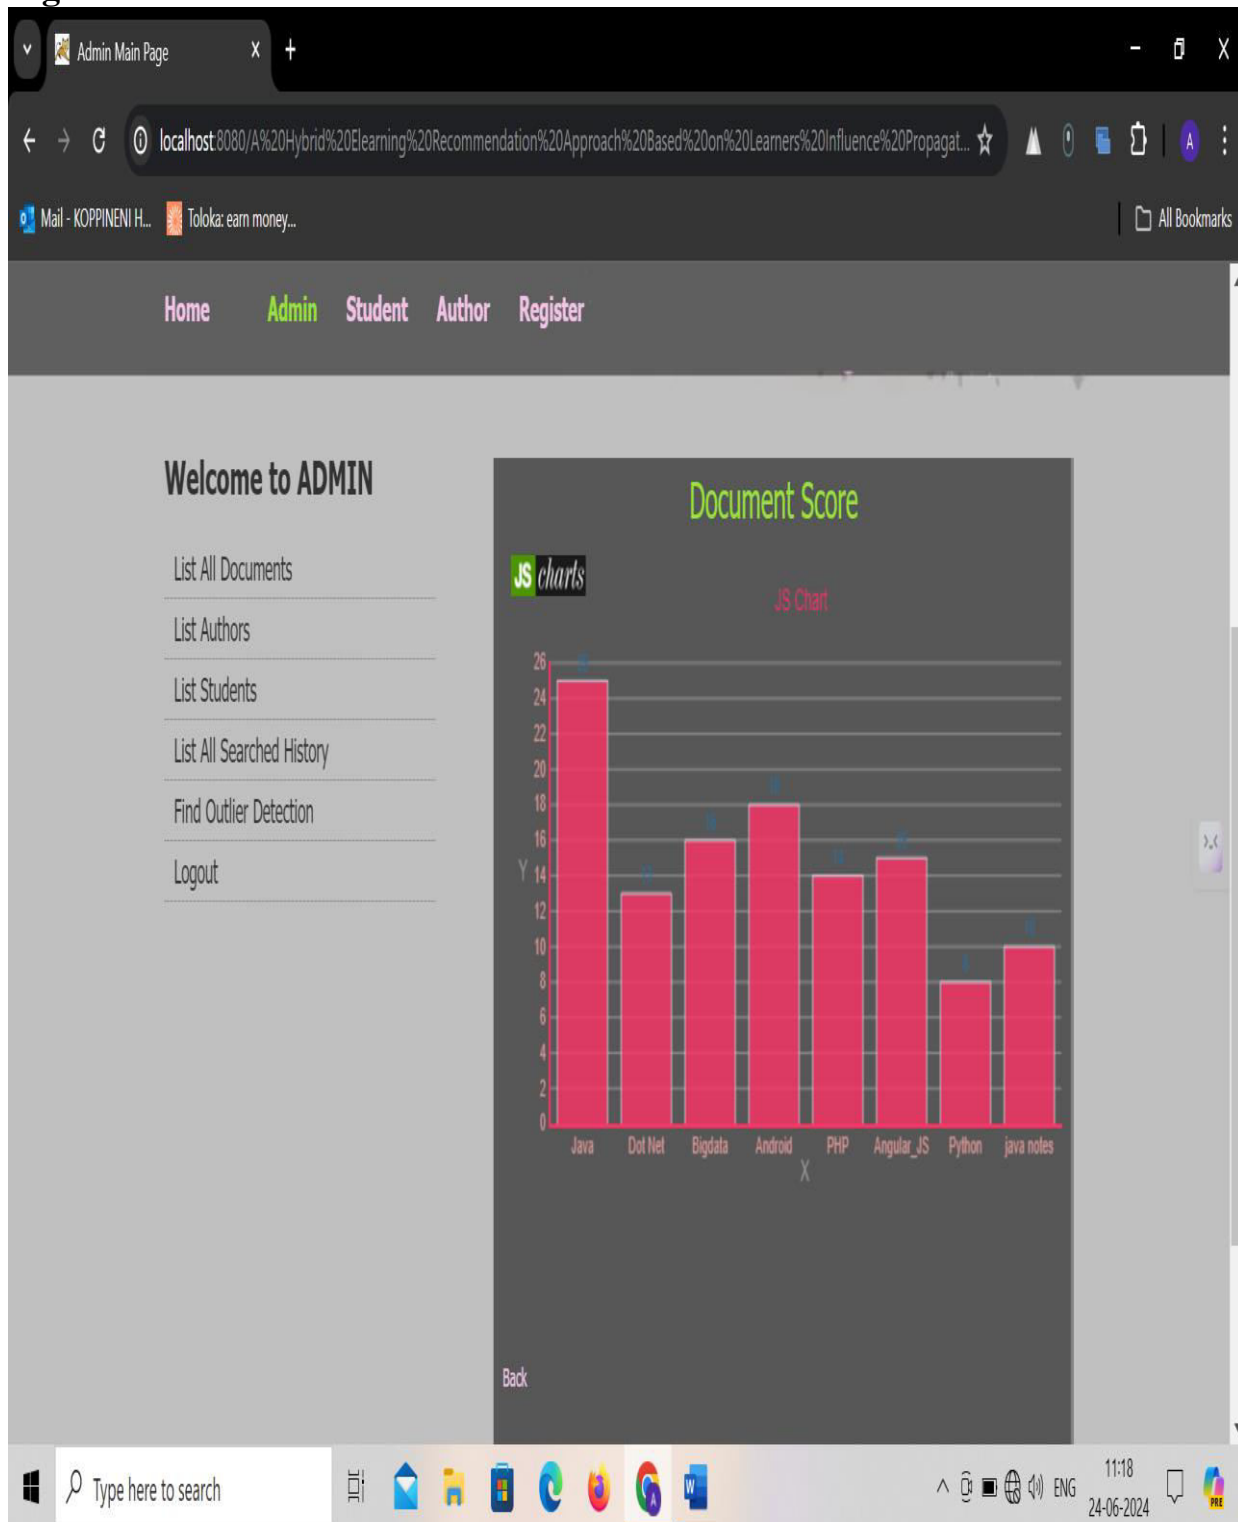 Admin Main Page
localhost:8080/A%20Hybrid%20Elearning%20Recommendation%20Approach%20Based%20on%20Learners%20Influence%20Propagat...
A
Mail - KOPPINENI H...
Toloka: earn money...
All Bookmarks
Home Admin Student Author Register
Welcome to ADMIN
List All Documents
List Authors
List Students
List All Searched History
Find Outlier Detection
Logout
Document Score
JS charts
JS Chart
26
24
22
20
18
16
14
12
10
8
6
4
2
0
Y
Java Dot Net Bigdata Android PHP Angular_JS Python java notes
X
Back
Type here to search
ENG
11:18
24-06-2024
PRE